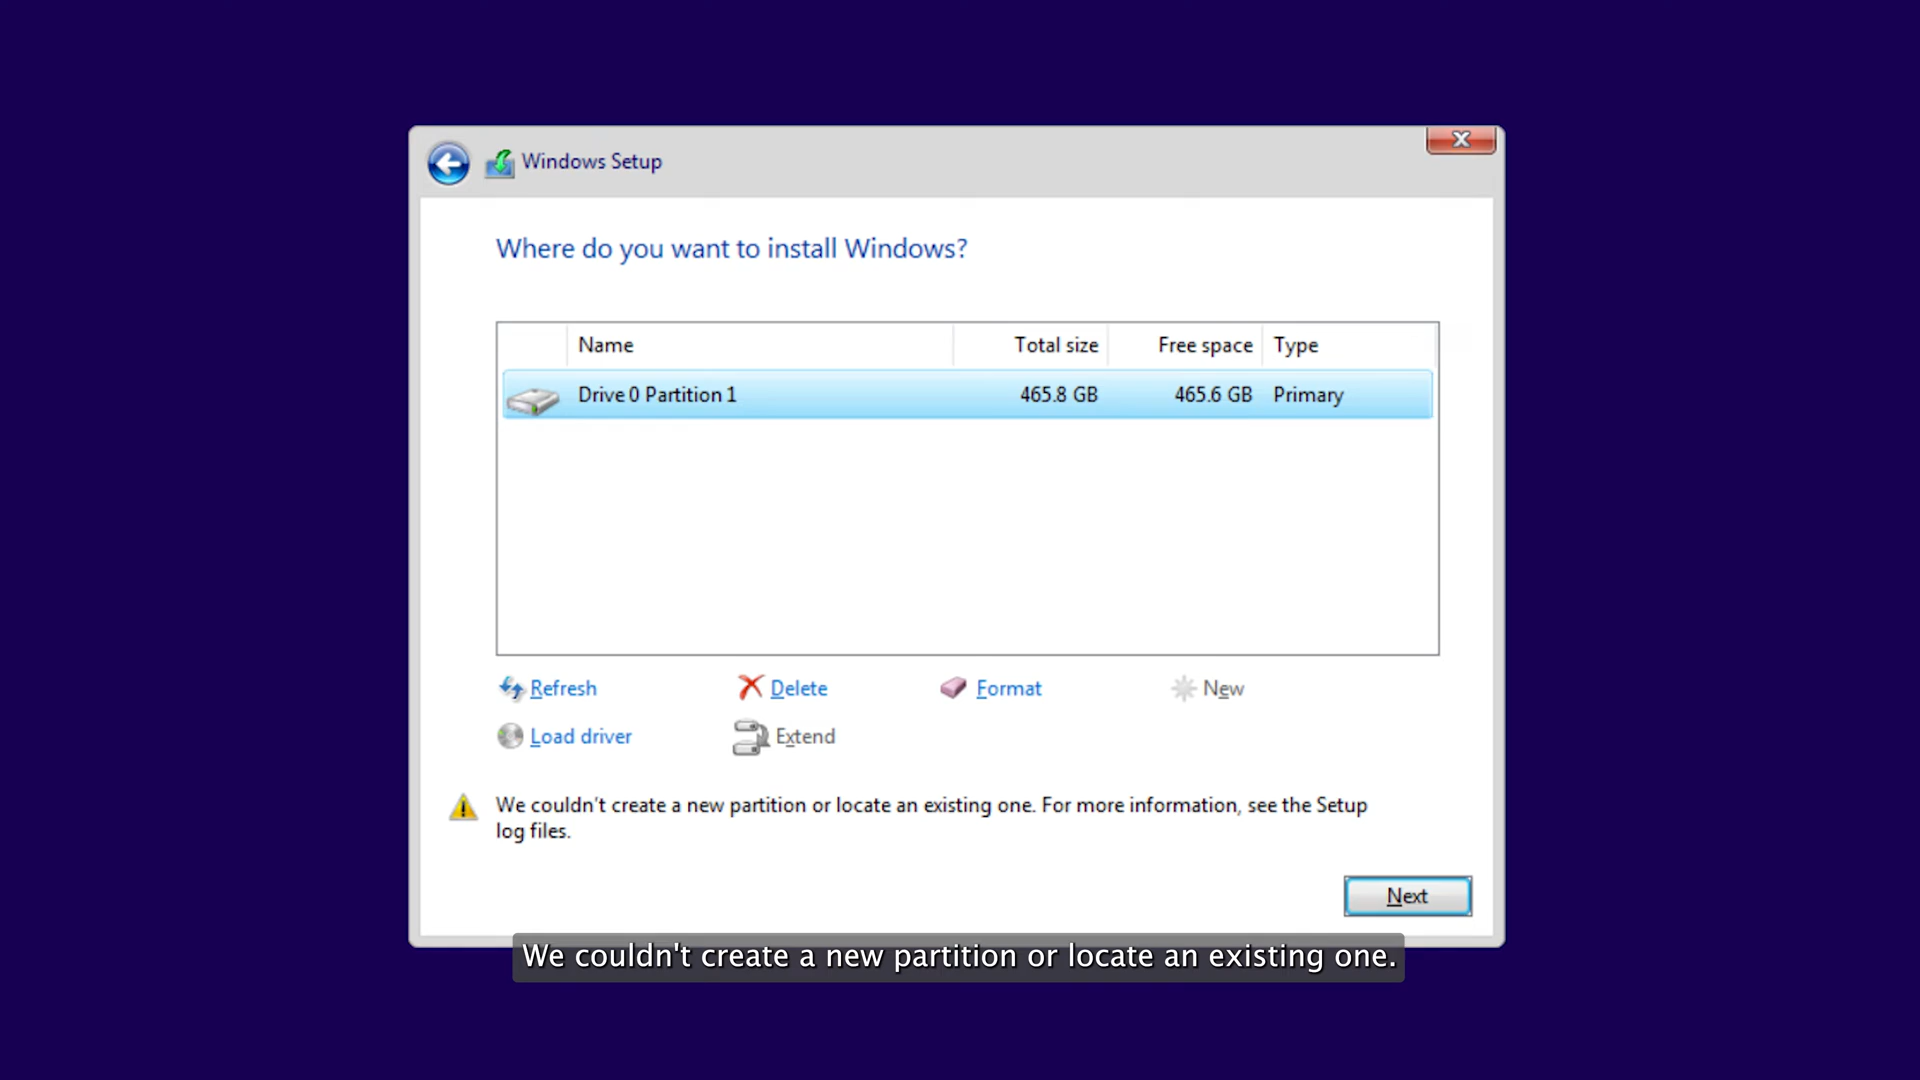 Windows Setup
Where do you want to install Windows?
Name Total size Free space Type
Drive 0 Partition 1 465.8 GB 465.6 GB Primary
Refresh Delete Format New
Load driver Extend
We couldn't create a new partition or locate an existing one. For more information, see the Setup
log files.
Next
We couldn't create a new partition or locate an existing one.